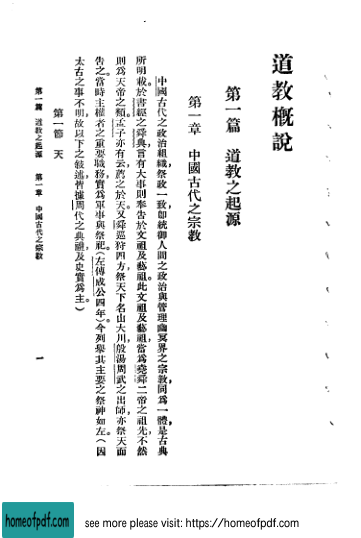 道教槪說
第一篇 道教之起源
第一章 中國古代之宗教
中國古代之政治組織,祭政一致,卽統御人間之政治與管理幽冥界之宗教,同爲一體,是古典
所明載於書經之舜典,言有大事則奉告於文祖及藝祖。此文祖及藝祖,當爲堯舜二帝之祖先,不然
則爲天帝之類。孟子亦有云,薦之於天。又舜巡狩四方,祭天下名山大川,殷湯周武之出師,亦祭天而
告之。當時主權者之重要職務,實爲軍事與祭祀。(左傳成公四年)今列舉其主要之祭神如左。(因
太古之事不明,故以下之敍述,皆據周代之典禮及史實爲主。)
第一節 天
第一篇 道教之起源 第一章 中國古代之宗教
一
homeofpdf.com
see more please visit: https://homeofpdf.com